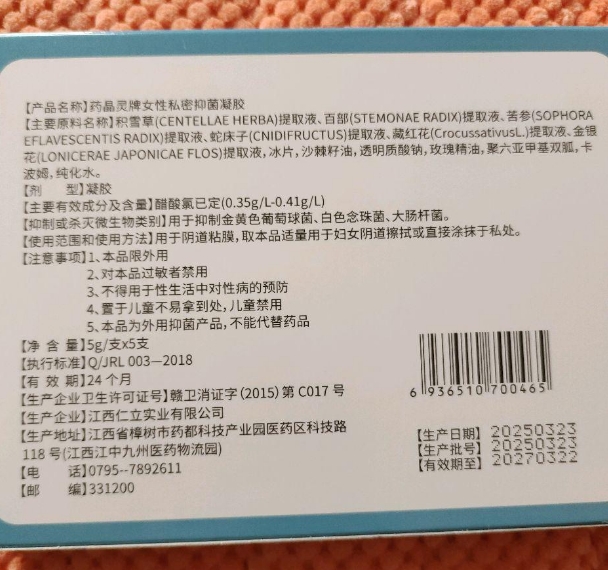 【产品名称】药晶灵牌女性私密抑菌凝胶
【主要原料名称】积雪草(CENTELLAE HERBA)提取液、百部(STEMONAE RADIX)提取液、苦参(SOPHORA
EFLAVESCENTIS RADIX)提取液、蛇床子(CNIDIFRUCTUS)提取液、藏红花(CrocussativusL.)提取液、金银
花(LONICERAE JAPONICAE FLOS)提取液,冰片,沙棘籽油,透明质酸钠,玫瑰精油,聚六亚甲基双胍,卡
波姆,纯化水。
【剂 型】凝胶
【主要有效成分及含量】醋酸氯已定(0.35g/L-0.41g/L)
【抑制或杀灭微生物类别】用于抑制金黄色葡萄球菌、白色念珠菌、大肠杆菌。
【使用范围和使用方法】用于阴道粘膜,取本品适量用于妇女阴道擦拭或直接涂抹于私处。
【注意事项】1、本品限外用
2、对本品过敏者禁用
3、不得用于性生活中对性病的预防
4、置于儿童不易拿到处,儿童禁用
5、本品为外用抑菌产品,不能代替药品
【净 含 量】5g/支x5支
【执行标准】Q/JRL 003—2018
【有 效 期】24个月
【生产企业卫生许可证号】赣卫消证字(2015)第C017号
【生产企业】江西仁立实业有限公司
【生产地址】江西省樟树市药都科技产业园医药区科技路
118号(江西江中九州医药物流园)
【电 话】0795--7892611
【邮 编】331200
6 936510 700465
【生产日期】20250323
【生产批号】20250323
【有效期至】20270322